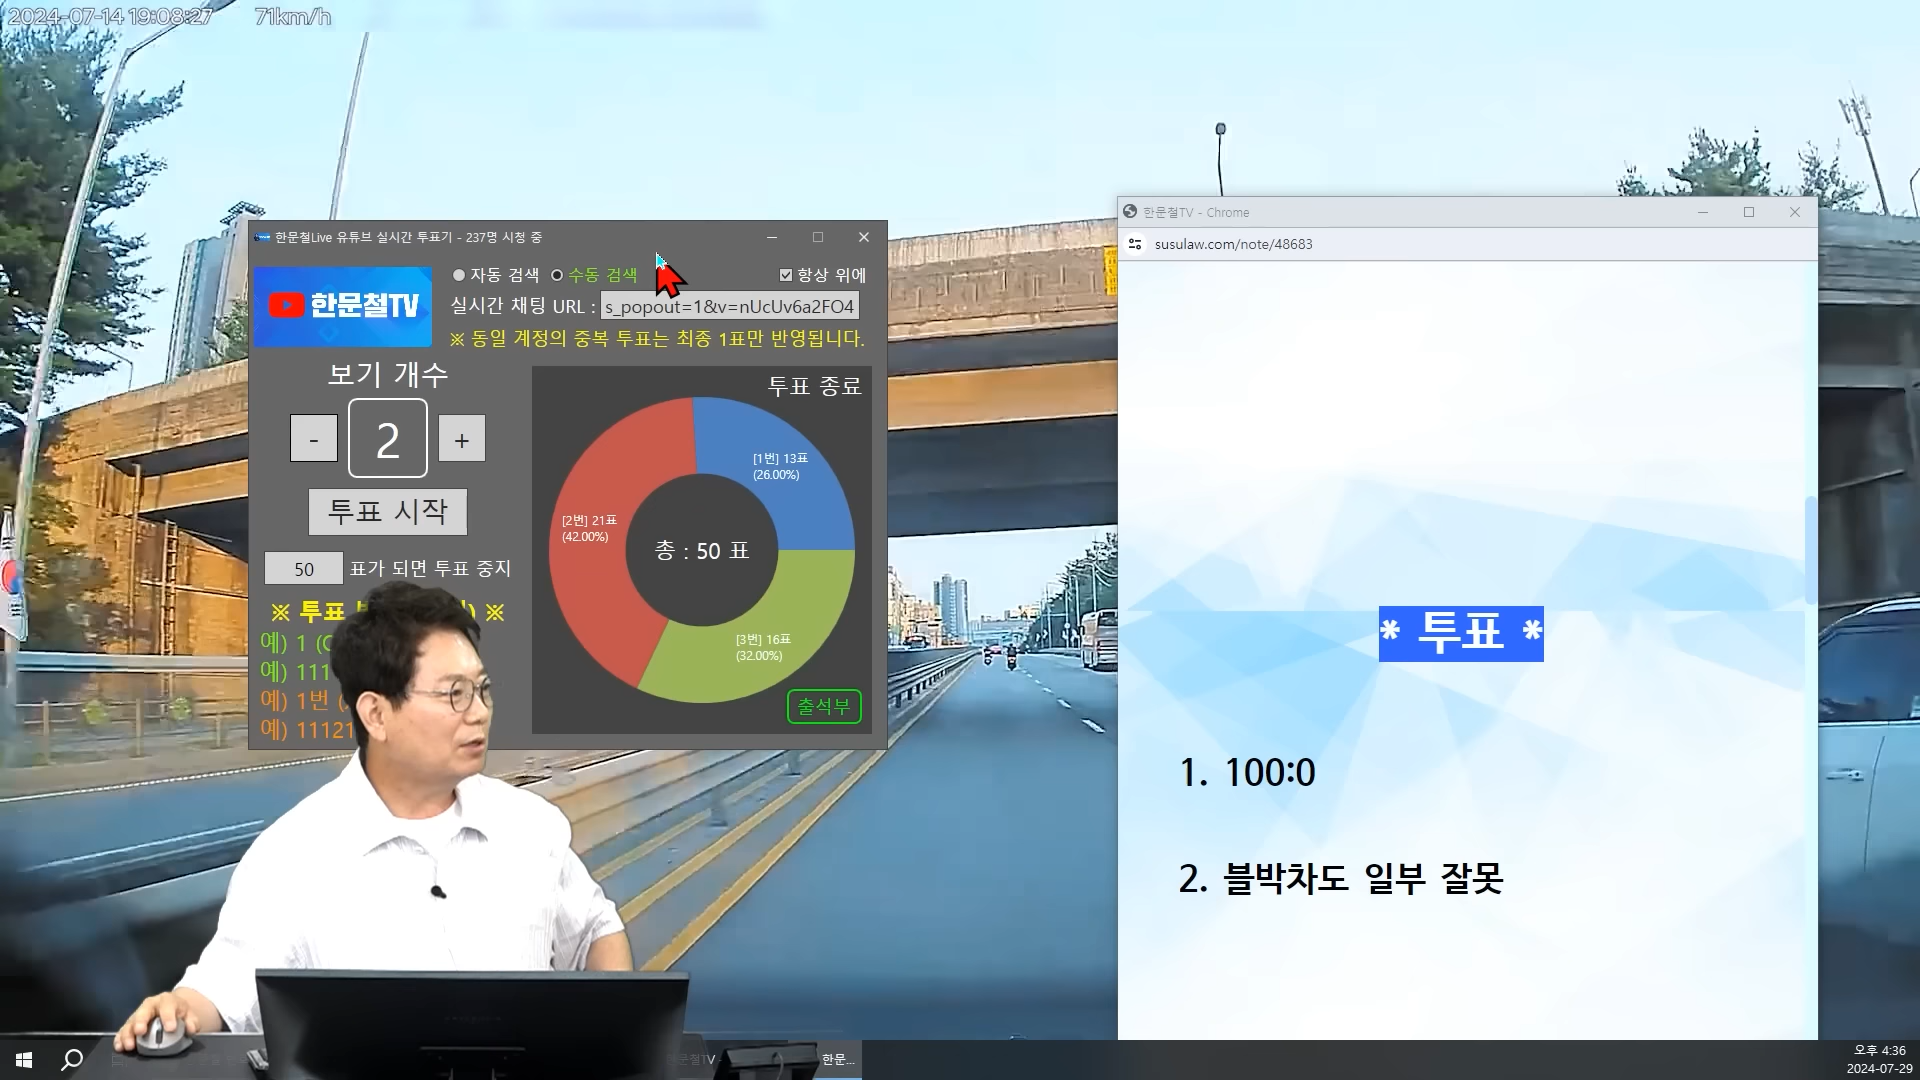 2024-07-14 19:08:27 71km/h
한문철Live 유튜브 실시간 투표기 - 237명 시청 중
한문철TV
자동 검색 수동 검색 항상 위에
실시간 채팅 URL : s_popout=1&v=nUcUv6a2FO4
※ 동일 계정의 중복 투표는 최종 1표만 반영됩니다.
보기 개수
- 2 +
투표 시작
50 표가 되면 투표 중지
※ 투표
) ※
예) 1
예) 111
예) 1번
예) 11121
투표 종료
[1번] 13표
(26.00%)
[2번] 21표
(42.00%)
총 : 50 표
[3번] 16표
(32.00%)
출석부
한문철TV - Chrome
susulaw.com/note/48683
* 투표 *
1. 100:0
2. 블박차도 일부 잘못
한문...
오후 4:36
2024-07-29